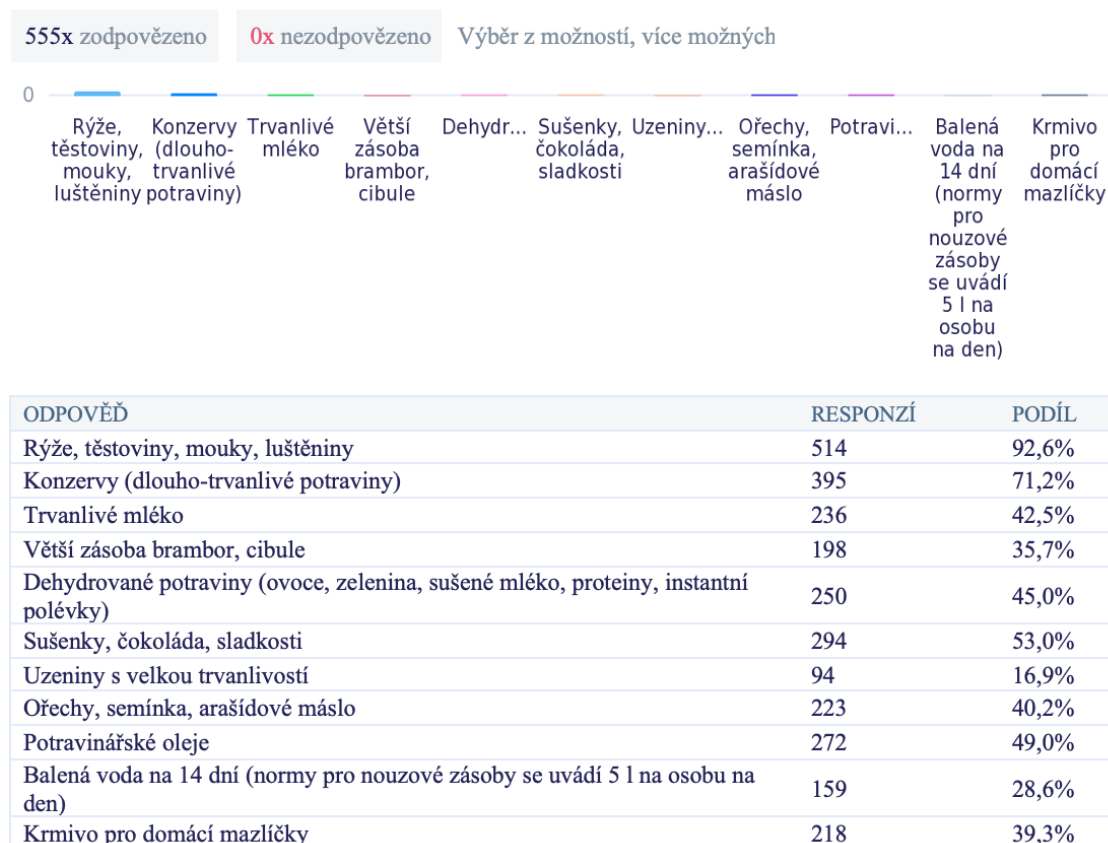 555x zodpovězeno 0x nezodpovězeno Výběr z možností, více možných
0
Rýže, těstoviny, mouky, luštěniny
Konzervy (dlouho-trvanlivé potraviny)
Trvanlivé mléko
Větší zásoba brambor, cibule
Dehydr...
Sušenky, čokoláda, sladkosti
Uzeniny...
Ořechy, semínka, arašídové máslo
Potravi...
Balená voda na 14 dní (normy pro nouzové zásoby se uvádí 5 l na osobu na den)
Krmivo pro domácí mazlíčky
ODPOVĚĎ RESPONZÍ PODÍL
Rýže, těstoviny, mouky, luštěniny 514 92,6%
Konzervy (dlouho-trvanlivé potraviny) 395 71,2%
Trvanlivé mléko 236 42,5%
Větší zásoba brambor, cibule 198 35,7%
Dehydrované potraviny (ovoce, zelenina, sušené mléko, proteiny, instantní
polévky) 250 45,0%
Sušenky, čokoláda, sladkosti 294 53,0%
Uzeniny s velkou trvanlivostí 94 16,9%
Ořechy, semínka, arašídové máslo 223 40,2%
Potravinářské oleje 272 49,0%
Balená voda na 14 dní (normy pro nouzové zásoby se uvádí 5 l na osobu na
den) 159 28,6%
Krmivo pro domácí mazlíčky 218 39,3%